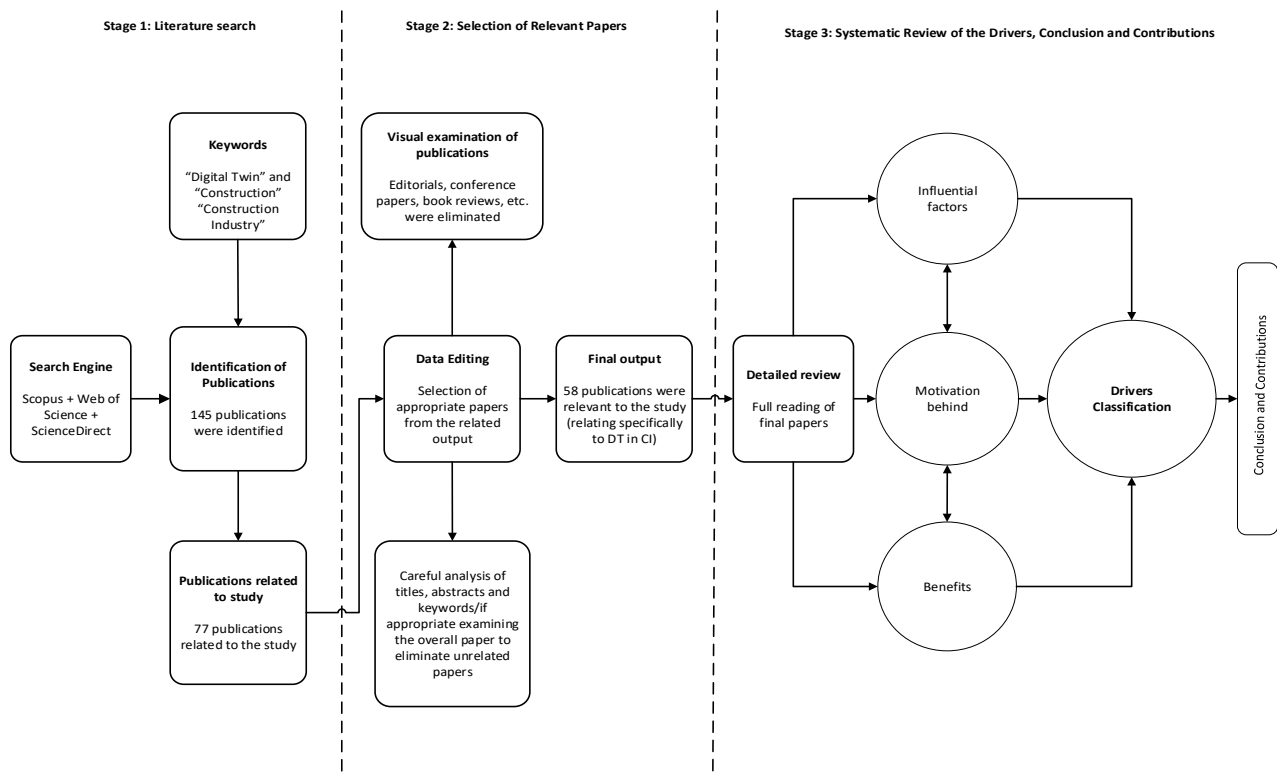 Stage 1: Literature search
Keywords
“Digital Twin” and
“Construction”
“Construction
Industry”
Search Engine
Scopus + Web of
Science +
ScienceDirect
Identification of
Publications
145 publications
were identified
Publications related
to study
77 publications
related to the study
Stage 2: Selection of Relevant Papers
Visual examination of
publications
Editorials, conference
papers, book reviews, etc.
were eliminated
Data Editing
Selection of
appropriate papers
from the related
output
Careful analysis of
titles, abstracts and
keywords/if
appropriate examining
the overall paper to
eliminate unrelated
papers
Final output
58 publications were
relevant to the study
(relating specifically
to DT in CI)
Stage 3: Systematic Review of the Drivers, Conclusion and Contributions
Detailed review
Full reading of
final papers
Influential
factors
Motivation
behind
Benefits
Drivers
Classification
Conclusion and Contributions